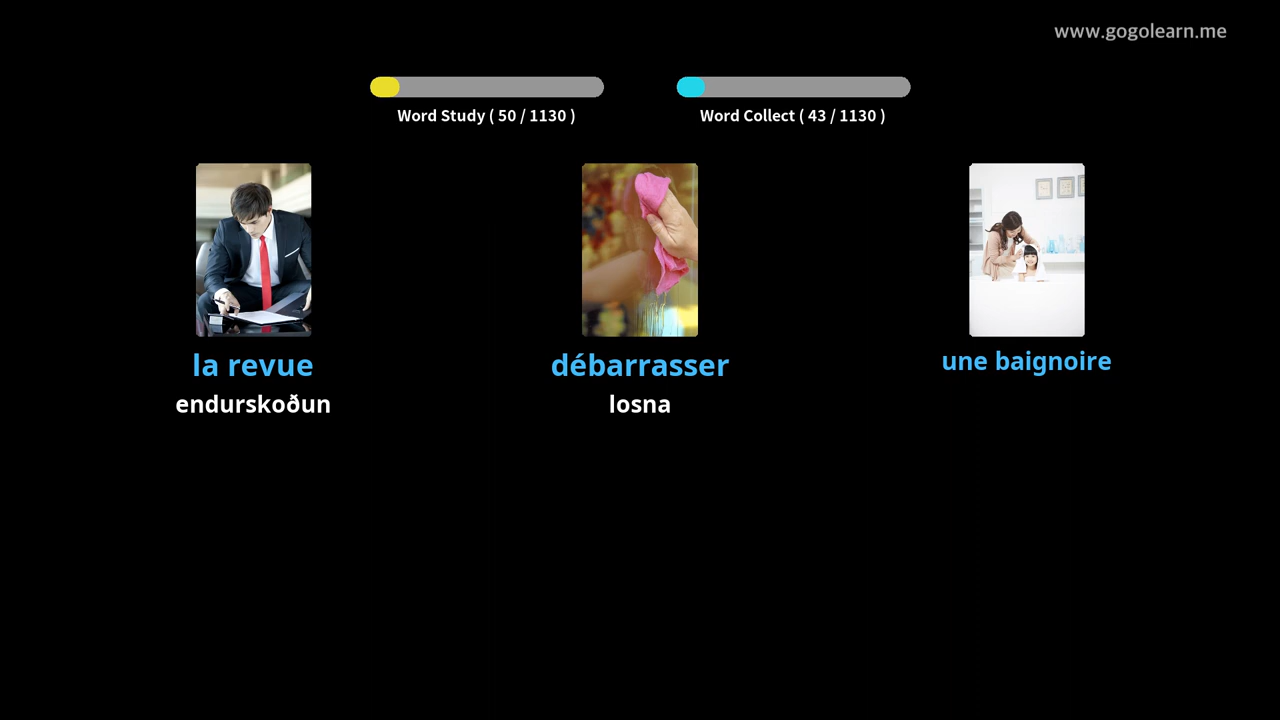 www.gogolearn.me
Word Study ( 50 / 1130 )
Word Collect ( 43 / 1130 )
la revue
endurskoðun
débarrasser
losna
une baignoire